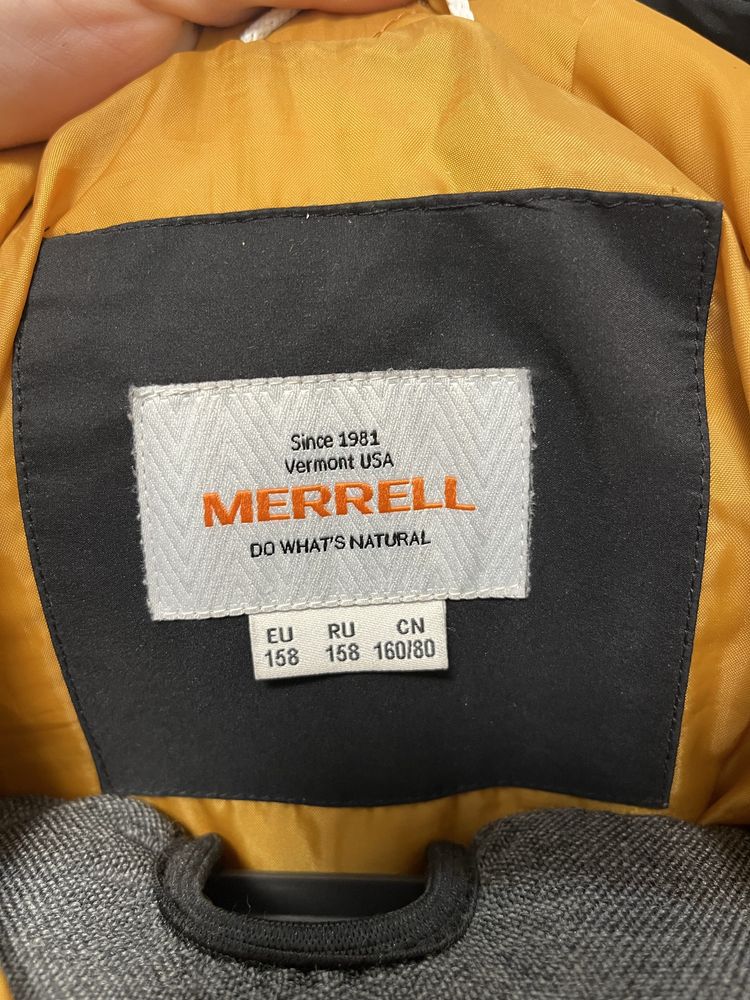 Since 1981
Vermont USA
MERRELL
DO WHAT'S NATURAL
EU RU CN
158 158 160/80